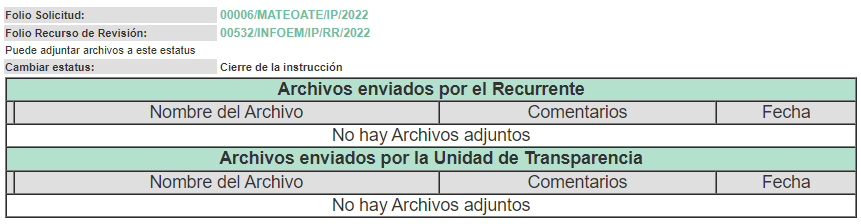 Folio Solicitud: 00006/MATEOATE/IP/2022
Folio Recurso de Revisión: 00532/INFOEM/IP/RR/2022
Puede adjuntar archivos a este estatus
Cambiar estatus: Cierre de la instrucción
Archivos enviados por el Recurrente
Nombre del Archivo Comentarios Fecha
No hay Archivos adjuntos
Archivos enviados por la Unidad de Transparencia
Nombre del Archivo Comentarios Fecha
No hay Archivos adjuntos